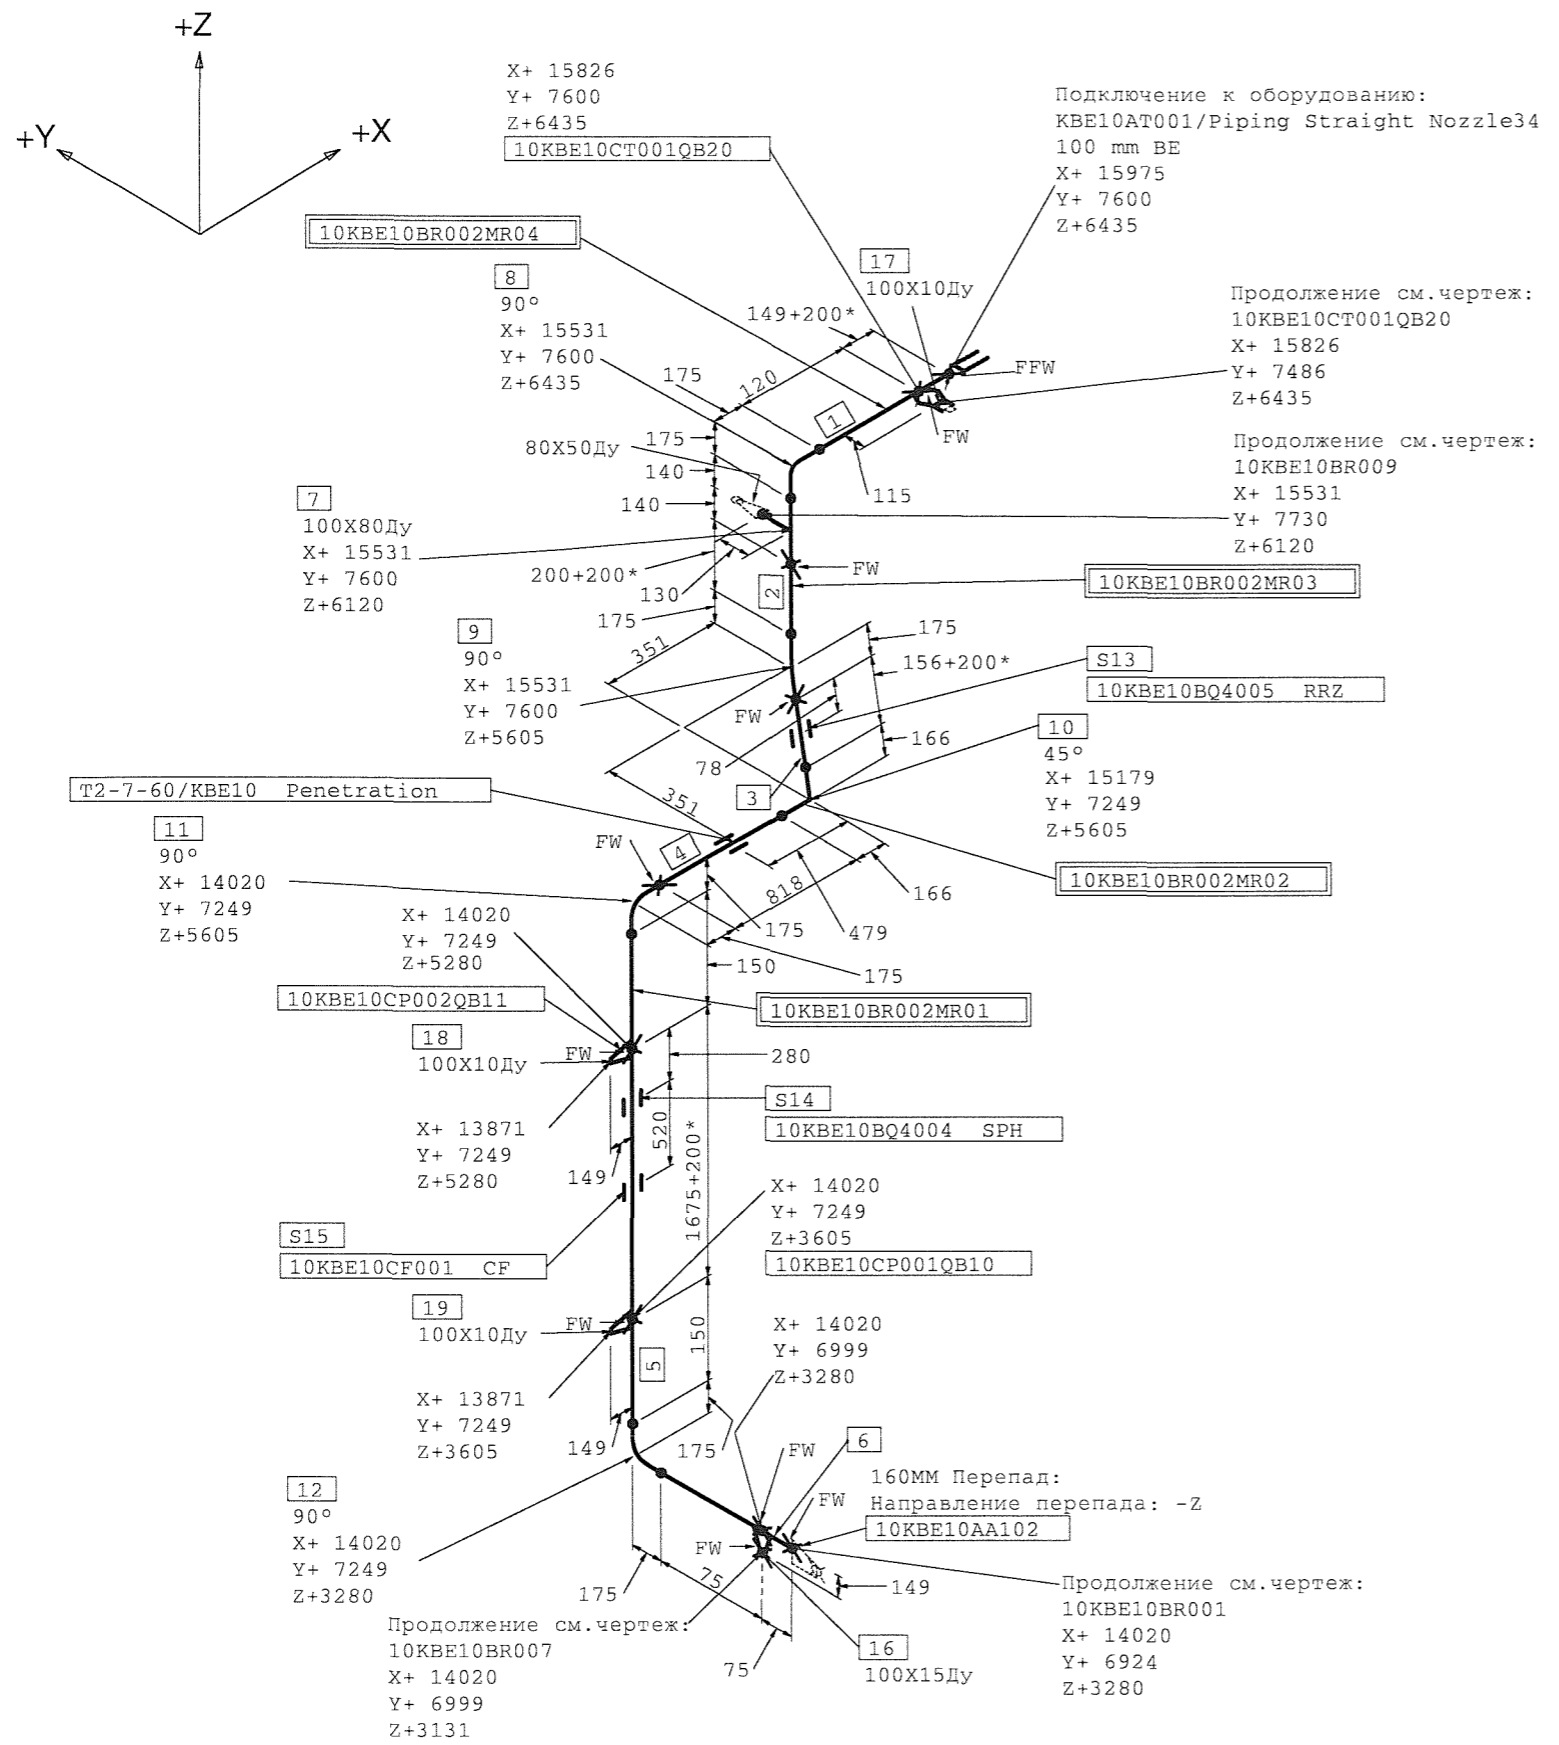 +Z
+Y
+X
X+ 15826
Y+ 7600
Z+6435
10KBE10CT001QB20
Подключение к оборудованию:
KBE10AT001/Piping Straight Nozzle34
100 mm BE
X+ 15975
Y+ 7600
Z+6435
10KBE10BR002MR04
8
90°
X+ 15531
Y+ 7600
Z+6435
17
100X10Ду
149+200*
Продолжение см.чертеж:
10KBE10CT001QB20
X+ 15826
Y+ 7486
Z+6435
FFW
FW
175
120
1
115
175
80X50Ду
140
140
Продолжение см.чертеж:
10KBE10BR009
X+ 15531
Y+ 7730
Z+6120
7
100X80Ду
X+ 15531
Y+ 7600
Z+6120
200+200*
130
175
FW
2
10KBE10BR002MR03
9
90°
X+ 15531
Y+ 7600
Z+5605
351
175
156+200*
S13
10KBE10BQ4005 RRZ
FW
78
166
10
45°
X+ 15179
Y+ 7249
Z+5605
T2-7-60/KBE10 Penetration
351
3
11
90°
X+ 14020
Y+ 7249
Z+5605
FW
4
818
166
479
175
175
150
10KBE10BR002MR02
X+ 14020
Y+ 7249
Z+5280
10KBE10CP002QB11
10KBE10BR002MR01
18
100X10Ду
FW
280
S14
10KBE10BQ4004 SPH
520
1675+200*
X+ 13871
Y+ 7249
Z+5280
149
X+ 14020
Y+ 7249
Z+3605
10KBE10CP001QB10
S15
10KBE10CF001 CF
19
100X10Ду
FW
150
5
X+ 14020
Y+ 6999
Z+3280
X+ 13871
Y+ 7249
Z+3605
149
175
FW
6
160ММ Перепад:
Направление перепада: -Z
10KBE10AA102
FW
12
90°
X+ 14020
Y+ 7249
Z+3280
FW
175
75
149
Продолжение см.чертеж:
10KBE10BR007
X+ 14020
Y+ 6999
Z+3131
75
16
100X15Ду
Продолжение см.чертеж:
10KBE10BR001
X+ 14020
Y+ 6924
Z+3280